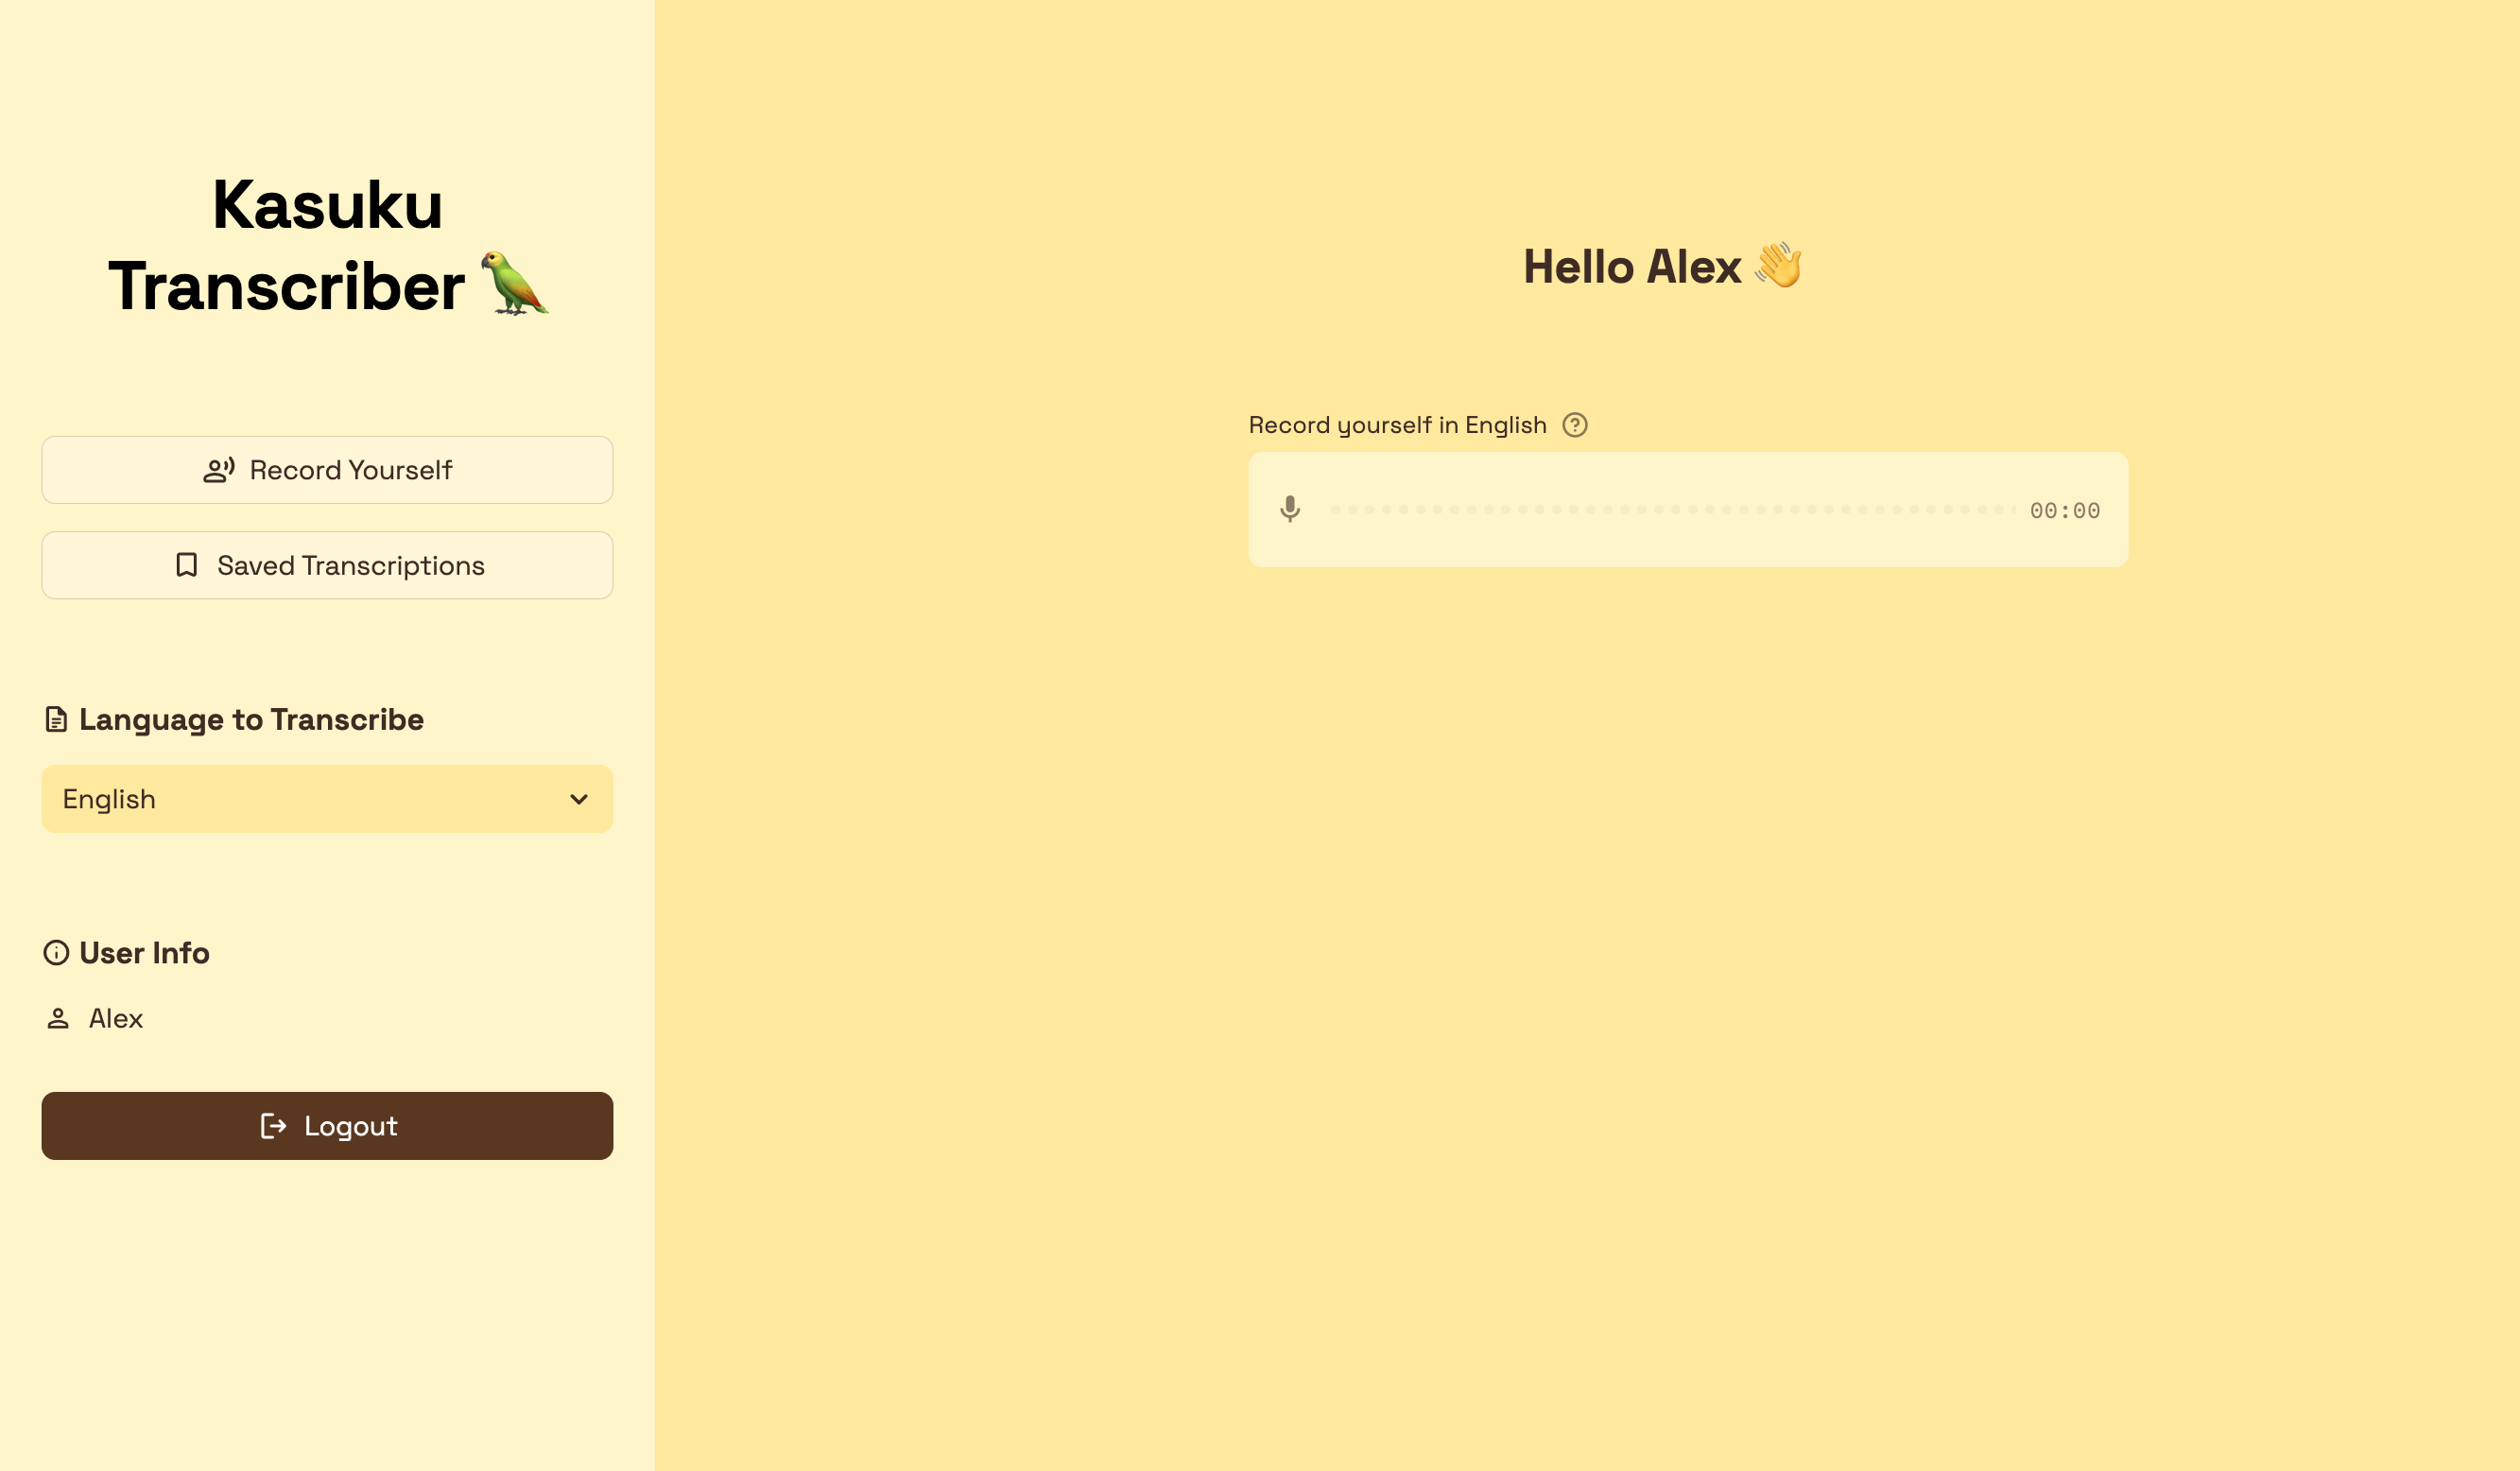 Kasuku
Transcriber 🦜
Record Yourself
Saved Transcriptions
Language to Transcribe
English
User Info
Alex
Logout
Hello Alex 👋
Record yourself in English
00:00